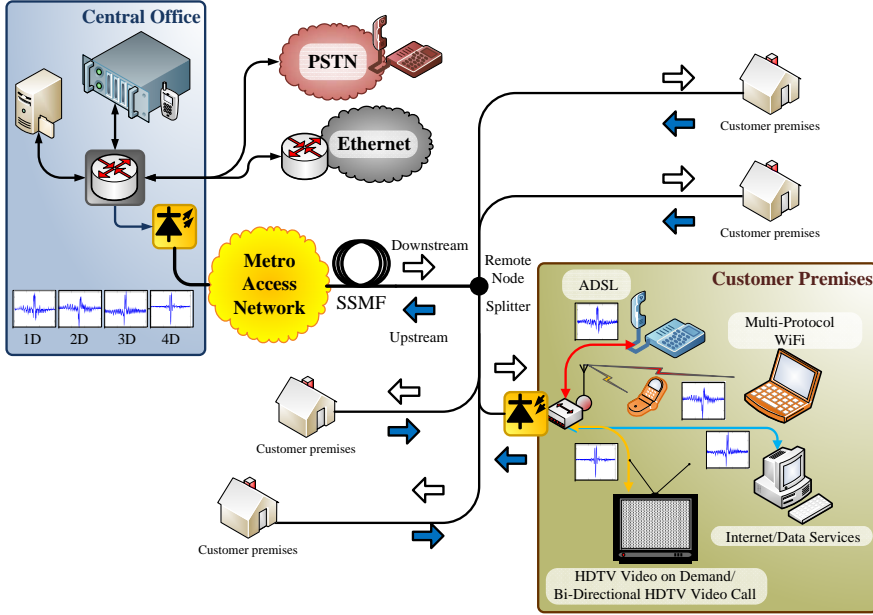 Central Office
PSTN
Ethernet
1D 2D 3D 4D
Metro
Access
Network
SSMF
Downstream
Upstream
Remote
Node
Splitter
Customer premises
Customer premises
Customer premises
Customer premises
Customer Premises
ADSL
Multi-Protocol
WiFi
Internet/Data Services
HDTV Video on Demand/
Bi-Directional HDTV Video Call